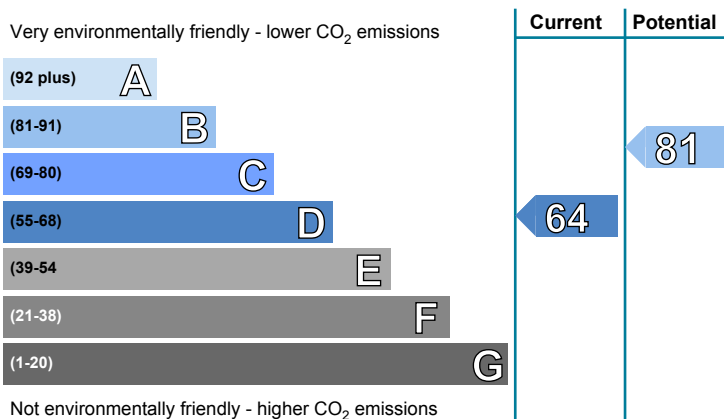 Current Potential
Very environmentally friendly - lower CO2 emissions
(92 plus) A
(81-91) B
81
(69-80) C
(55-68) D 64
(39-54 E
(21-38) F
(1-20) G
Not environmentally friendly - higher CO2 emissions